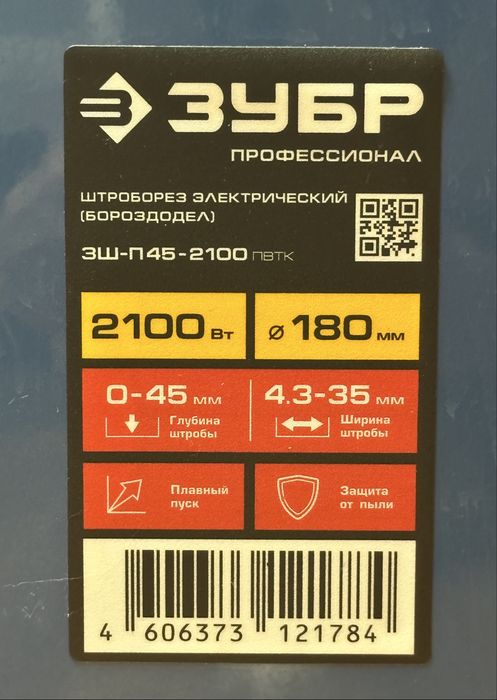 ЗУБР
ПРОФЕССИОНАЛ
ШТРОБОРЕЗ ЭЛЕКТРИЧЕСКИЙ
(БОРОЗДОДЕЛ)
ЗШ-П45-2100 ПВТК
2100 Вт
ø 180 мм
0-45 мм
Глубина
штробы
4.3-35 мм
Ширина
штробы
Плавный
пуск
Защита
от пыли
4 606373 121784